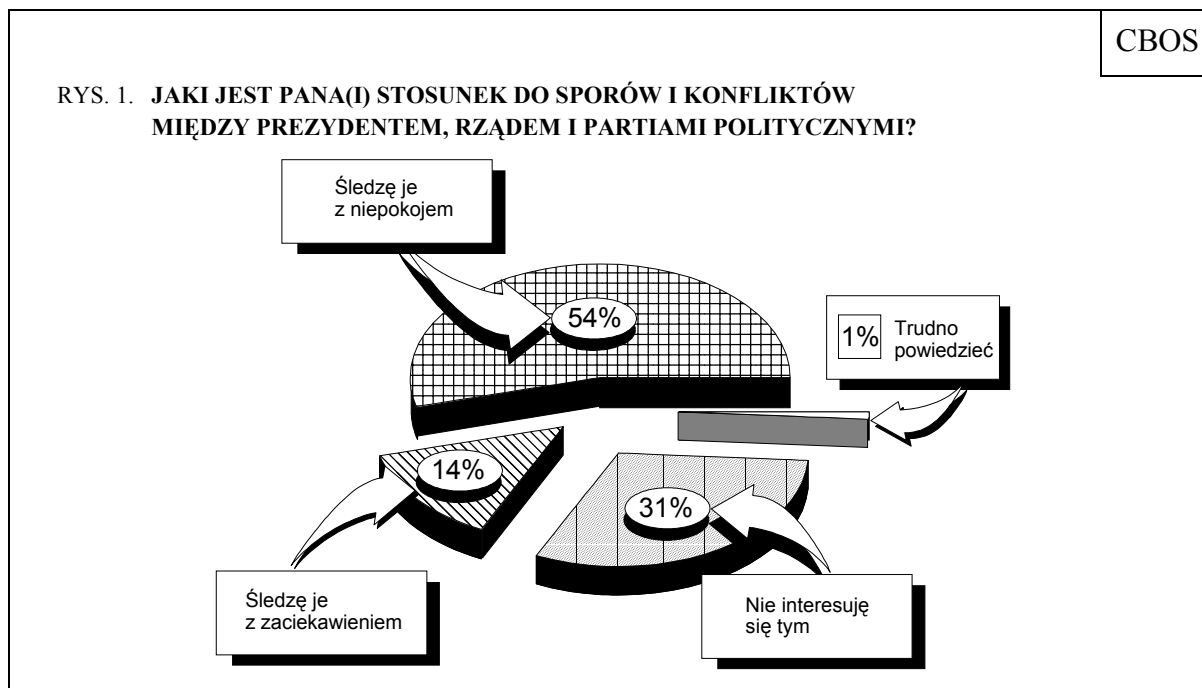 CBOS
RYS. 1. JAKI JEST PANA(I) STOSUNEK DO SPORÓW I KONFLIKTÓW
MIĘDZY PREZYDENTEM, RZĄDEM I PARTIAMI POLITYCZNYMI?
Śledzę je
z niepokojem
54%
1%
Trudno
powiedzieć
14%
31%
Śledzę je
z zaciekawieniem
Nie interesuję
się tym